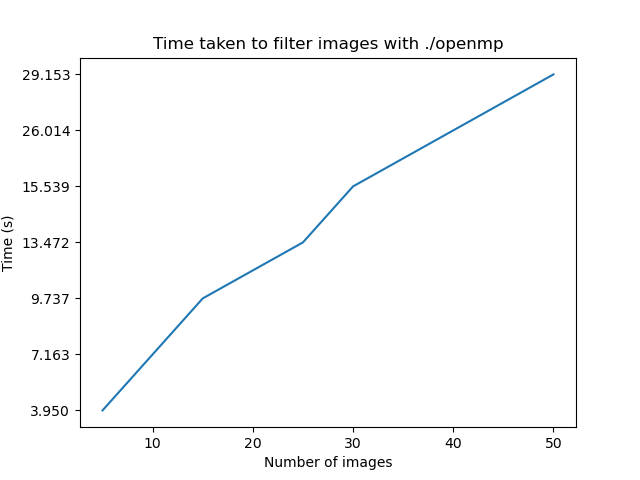 Time taken to filter images with ./openmp
29.153
26.014
15.539
13.472
9.737
7.163
3.950
Time (s)
10 20 30 40 50
Number of images